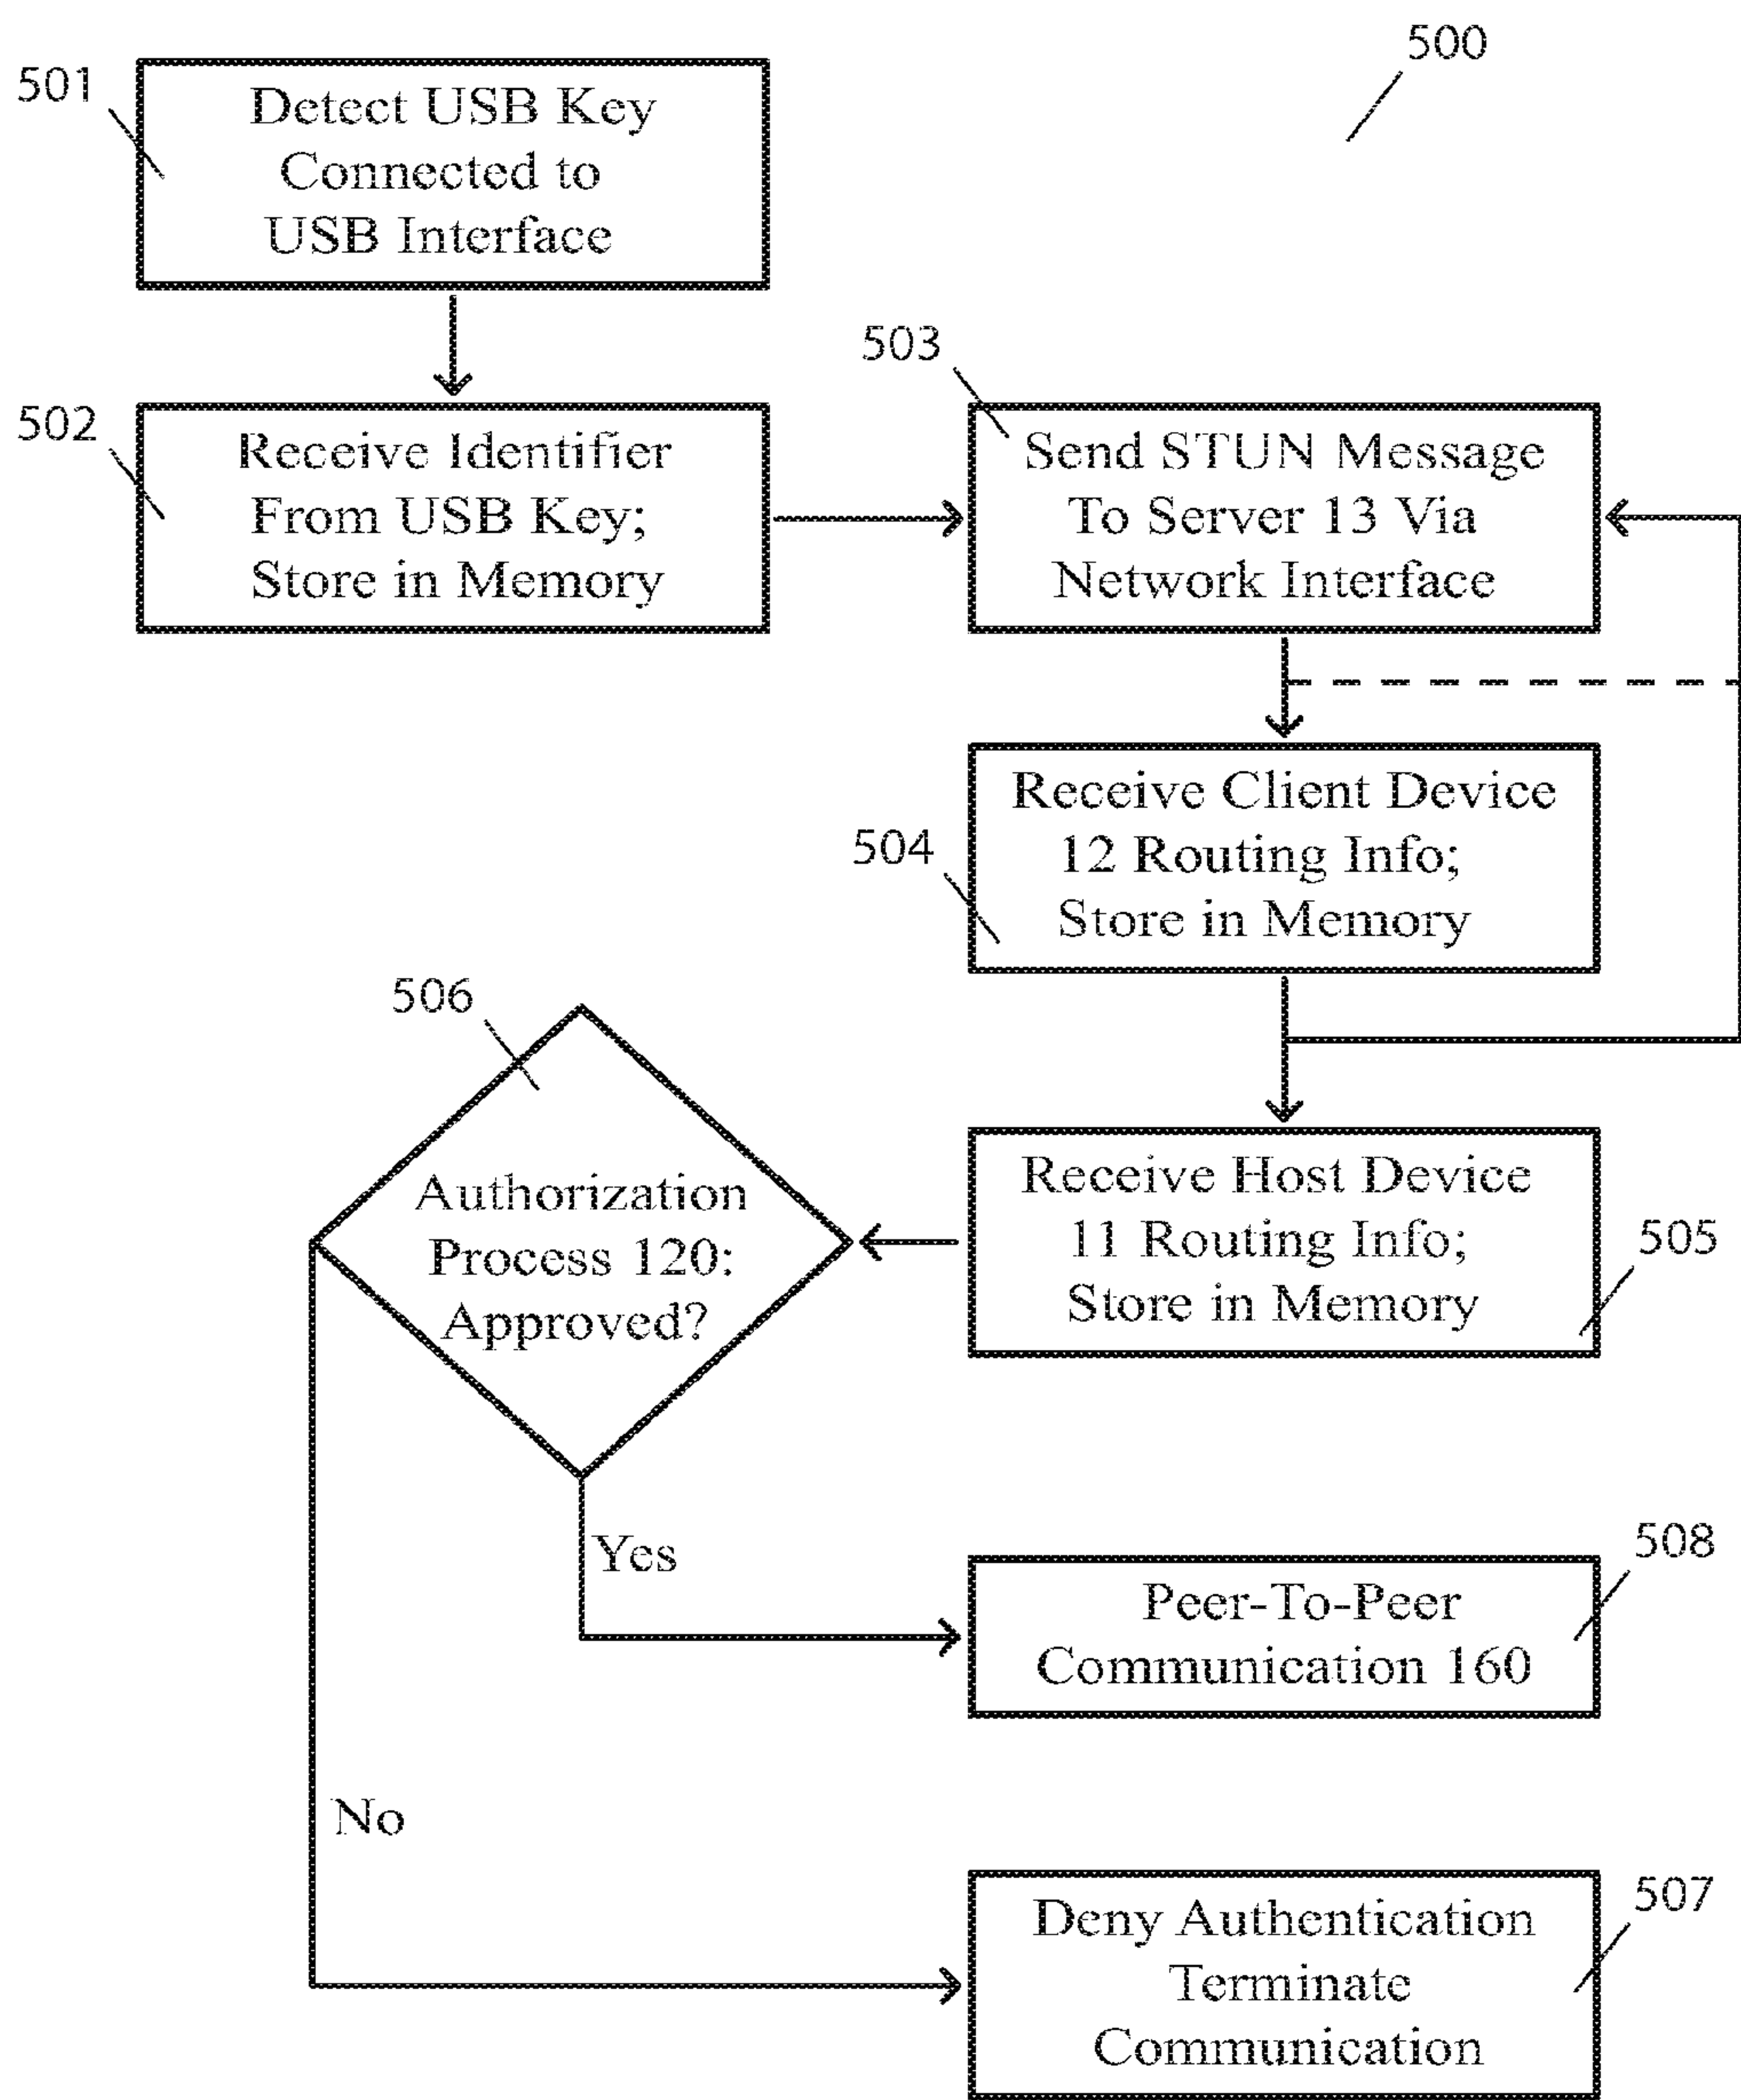 500
501
Detect USB Key
Connected to
USB Interface
502
Receive Identifier
From USB Key;
Store in Memory
503
Send STUN Message
To Server 13 Via
Network Interface
504
Receive Client Device
12 Routing Info;
Store in Memory
505
Receive Host Device
11 Routing Info;
Store in Memory
506
Authorization
Process 120:
Approved?
Yes
508
Peer-To-Peer
Communication 160
No
507
Deny Authentication
Terminate
Communication